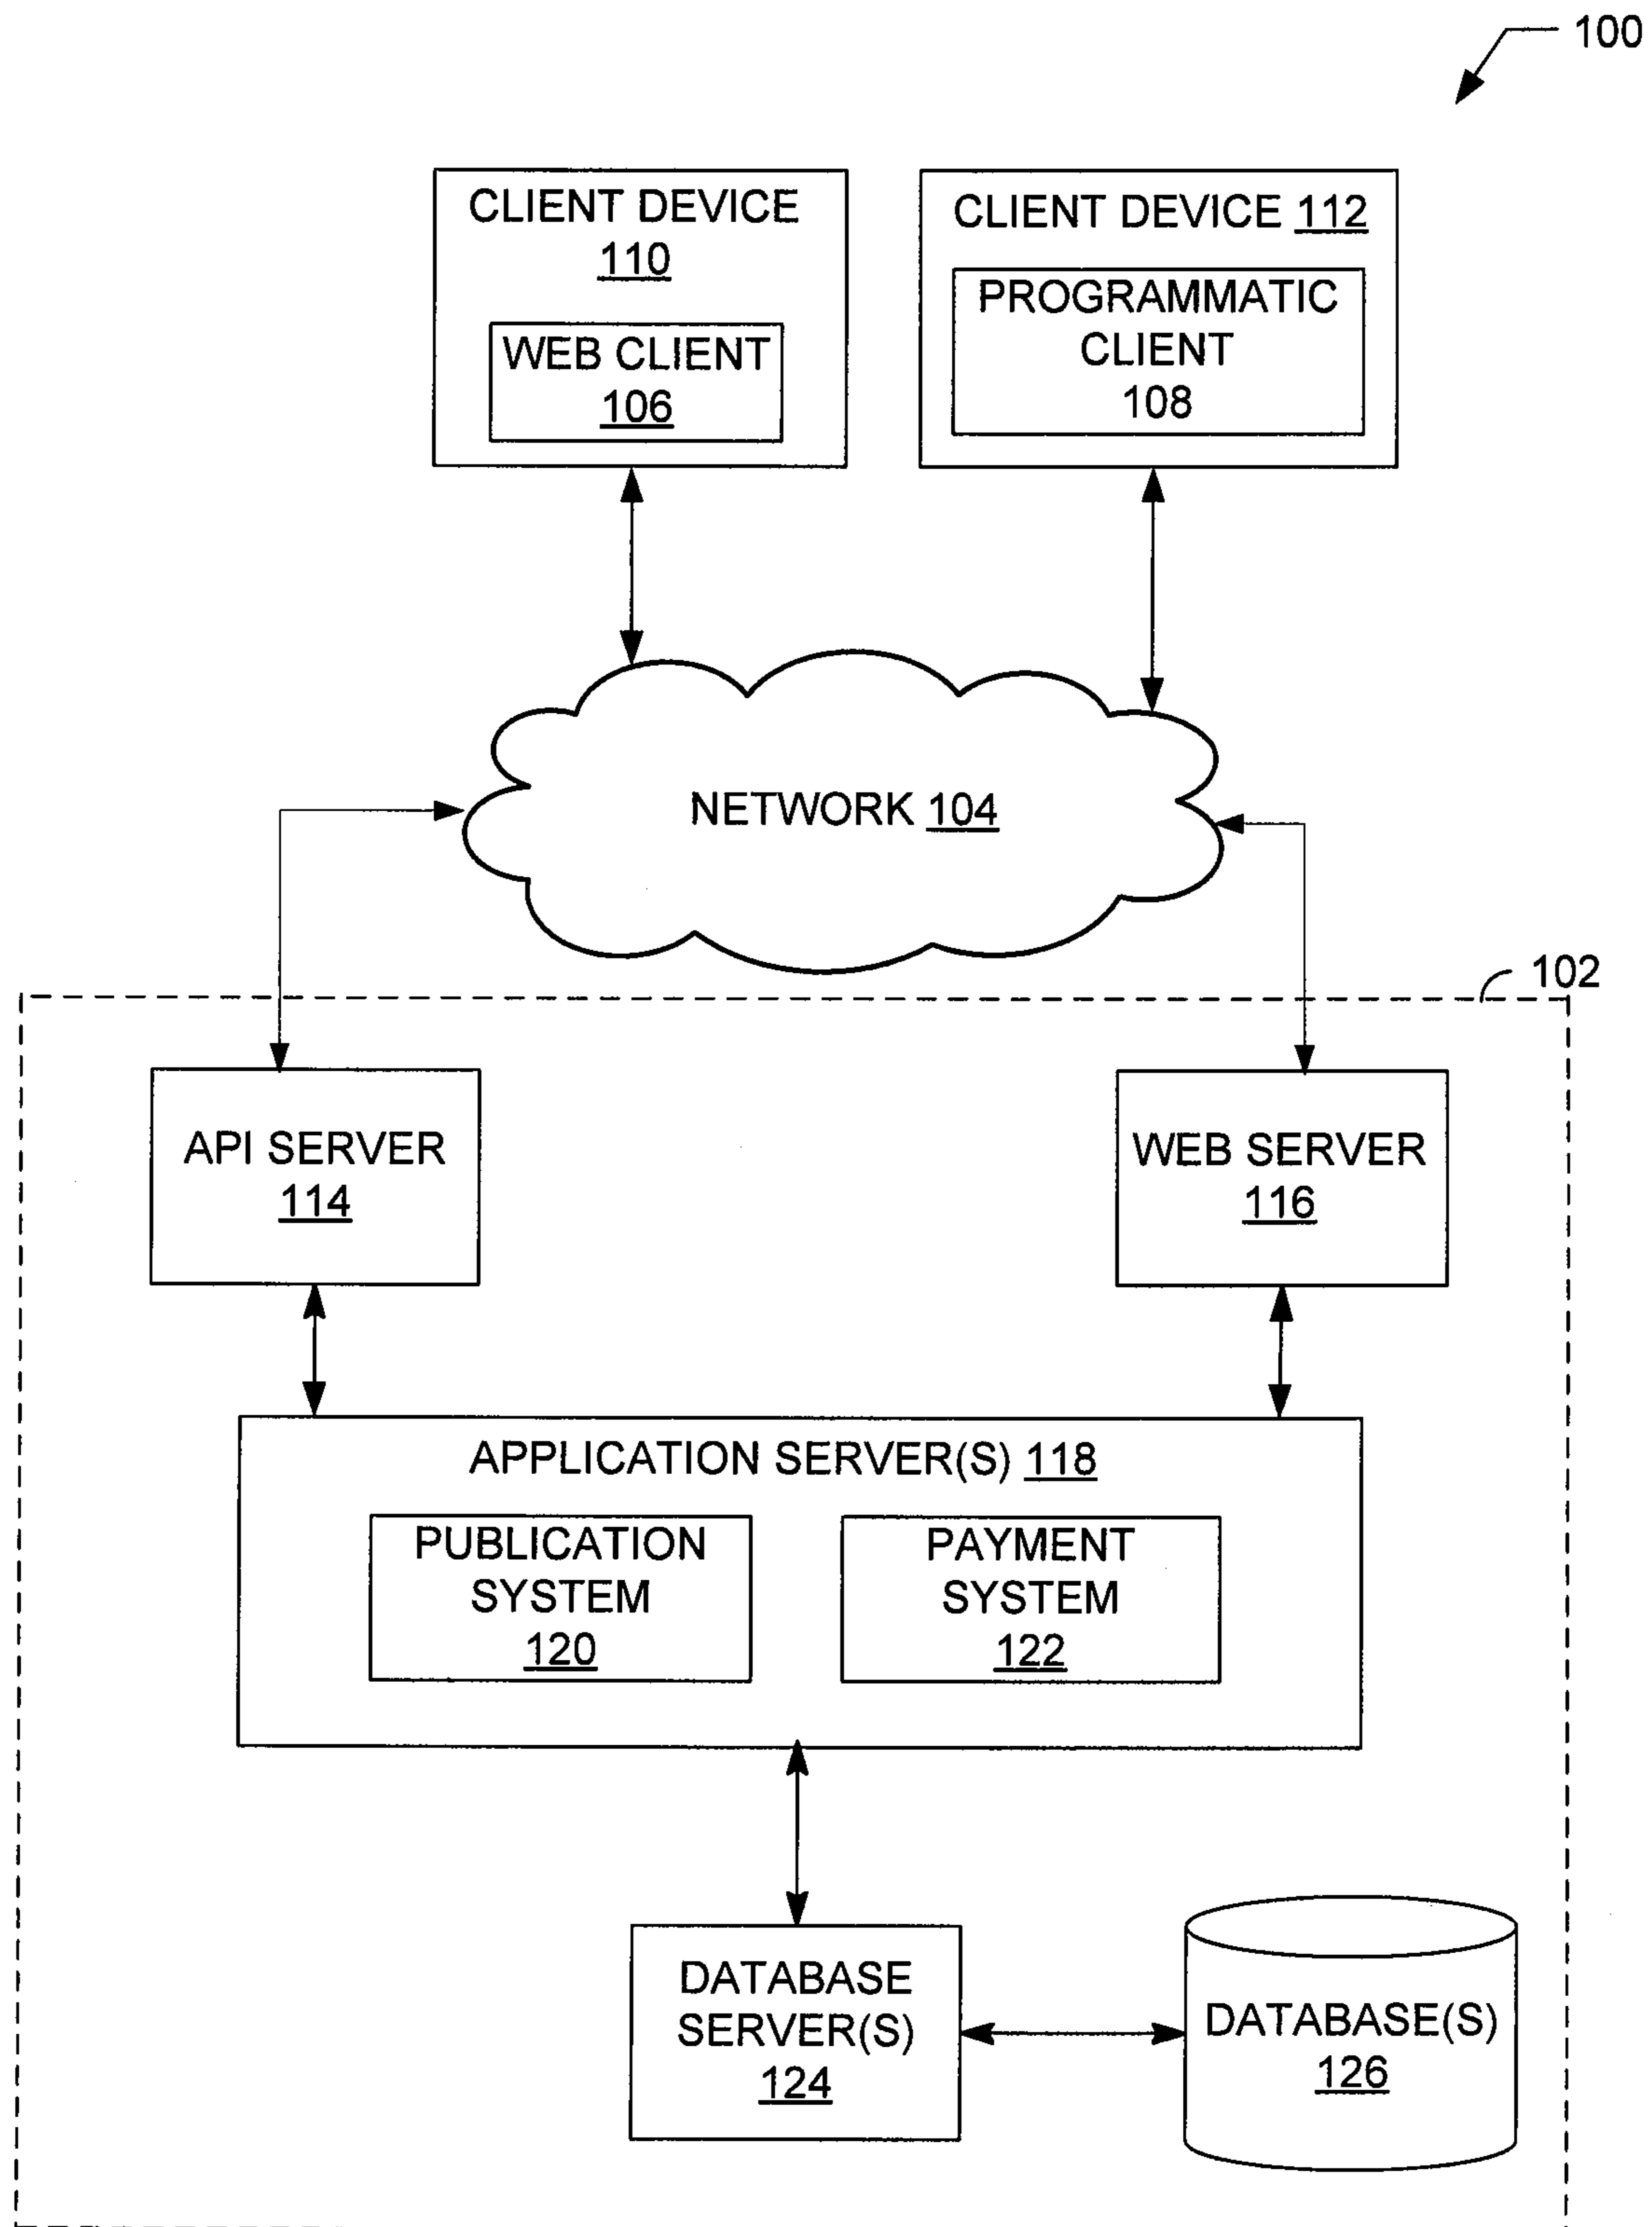 100
CLIENT DEVICE
110
WEB CLIENT
106
CLIENT DEVICE 112
PROGRAMMATIC
CLIENT
108
NETWORK 104
102
API SERVER
114
WEB SERVER
116
APPLICATION SERVER(S) 118
PUBLICATION
SYSTEM
120
PAYMENT
SYSTEM
122
DATABASE
SERVER(S)
124
DATABASE(S)
126